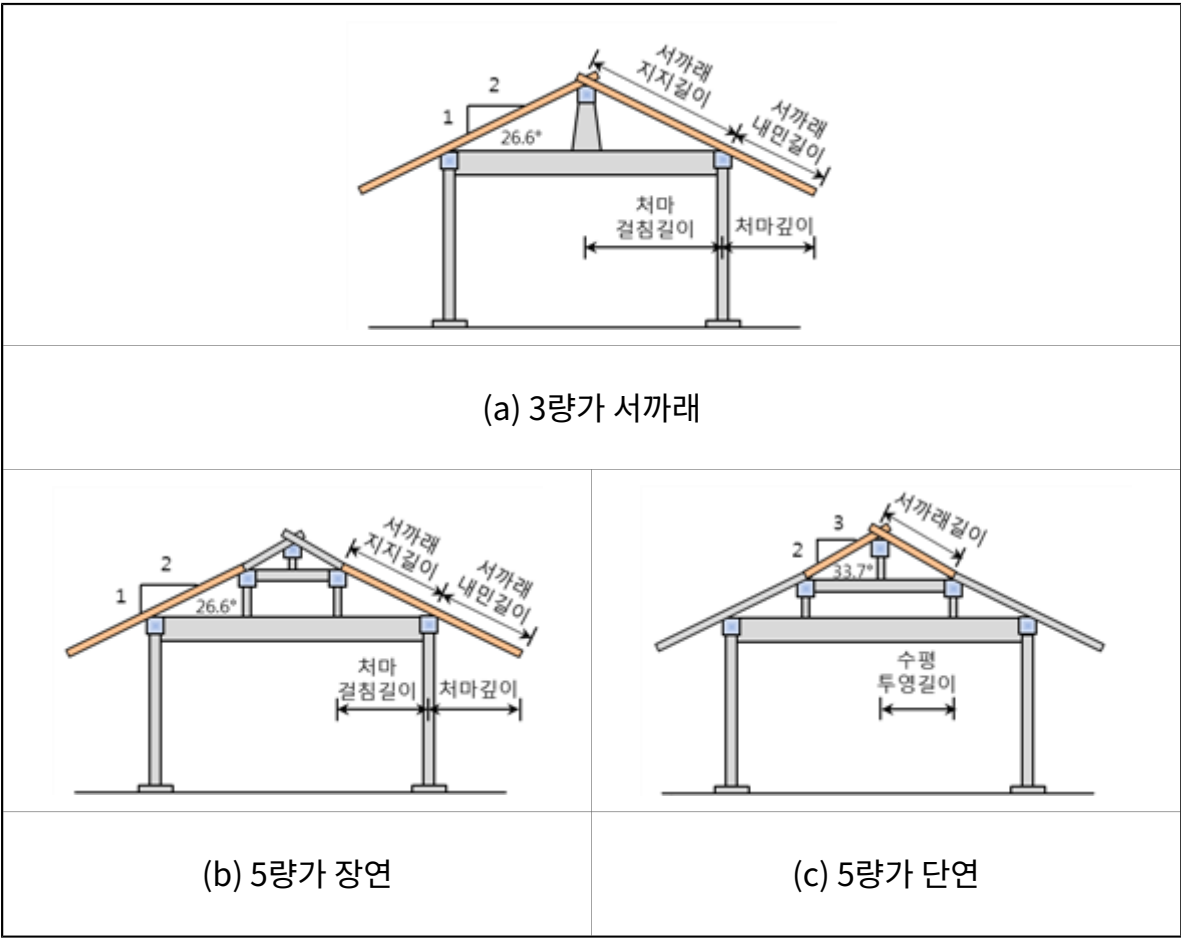 서까래
지지길이
서까래
내민길이
2
1
26.6°
처마
걸침길이
처마깊이
(a) 3량가 서까래
서까래
지지길이
서까래
내민길이
2
1
26.6°
처마
걸침길이
처마깊이
서까래길이
3
2
33.7°
수평
투영길이
(b) 5량가 장연
(c) 5량가 단연